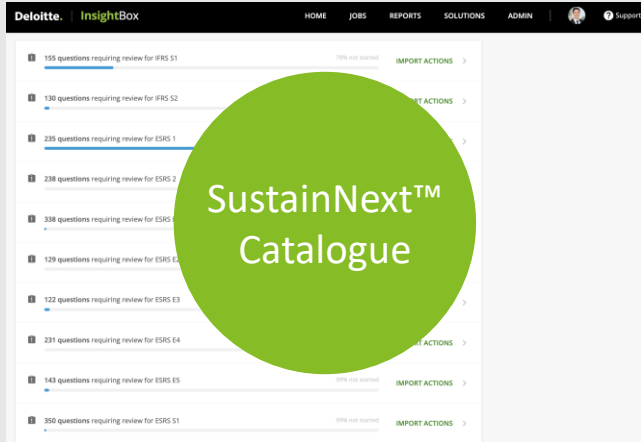 Deloitte. | InsightBox HOME JOBS REPORTS SOLUTIONS ADMIN Support
155 questions requiring review for IFRS S1 78% not started IMPORT ACTIONS
130 questions requiring review for IFRS S2 ACTIONS
235 questions requiring review for ESRS 1
238 questions requiring review for ESRS 2
338 questions requiring review for ESRS
129 questions requiring review for ESRS E2
122 questions requiring review for ESRS E3
231 questions requiring review for ESRS E4 ACTIONS
143 questions requiring review for ESRS E5 99% not started IMPORT ACTIONS
350 questions requiring review for ESRS S1 99% not started IMPORT ACTIONS
SustainNext™
Catalogue